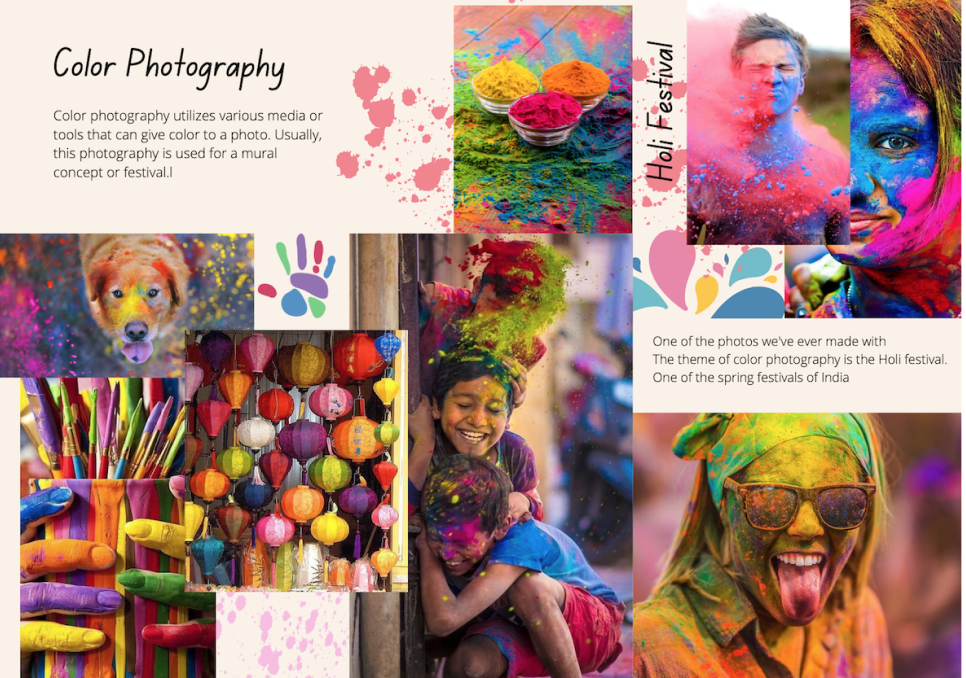 Color Photography
Color photography utilizes various media or
tools that can give color to a photo. Usually,
this photography is used for a mural
concept or festival.l
Holi Festival
One of the photos we've ever made with
The theme of color photography is the Holi festival.
One of the spring festivals of India